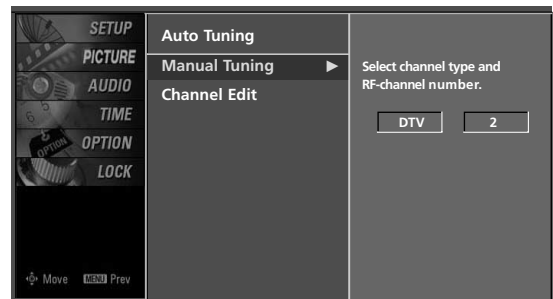 SETUP
PICTURE
AUDIO
TIME
OPTION
LOCK
Move MENU Prev
Auto Tuning
Manual Tuning ►
Channel Edit
Select channel type and
RF-channel number.
DTV 2